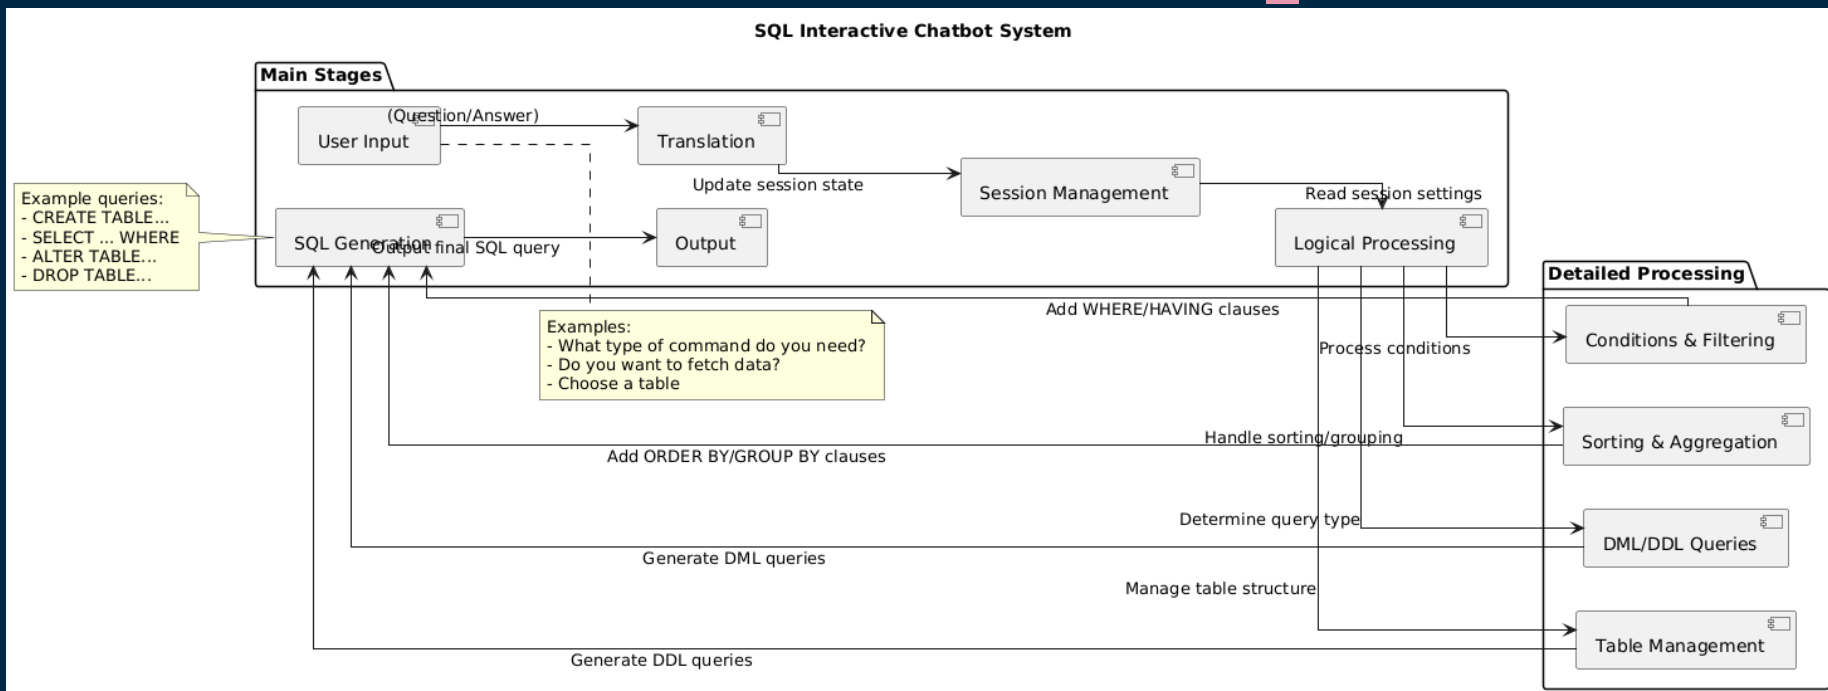 SQL Interactive Chatbot System
Main Stages
(Question/Answer)
User Input
Translation
Update session state
Session Management
Read session settings
Example queries:
- CREATE TABLE...
- SELECT ... WHERE
- ALTER TABLE...
- DROP TABLE...
SQL Generation
Output final SQL query
Output
Logical Processing
Detailed Processing
Add WHERE/HAVING clauses
Examples:
- What type of command do you need?
- Do you want to fetch data?
- Choose a table
Process conditions
Conditions & Filtering
Handle sorting/grouping
Sorting & Aggregation
Add ORDER BY/GROUP BY clauses
Determine query type
DML/DDL Queries
Generate DML queries
Manage table structure
Table Management
Generate DDL queries